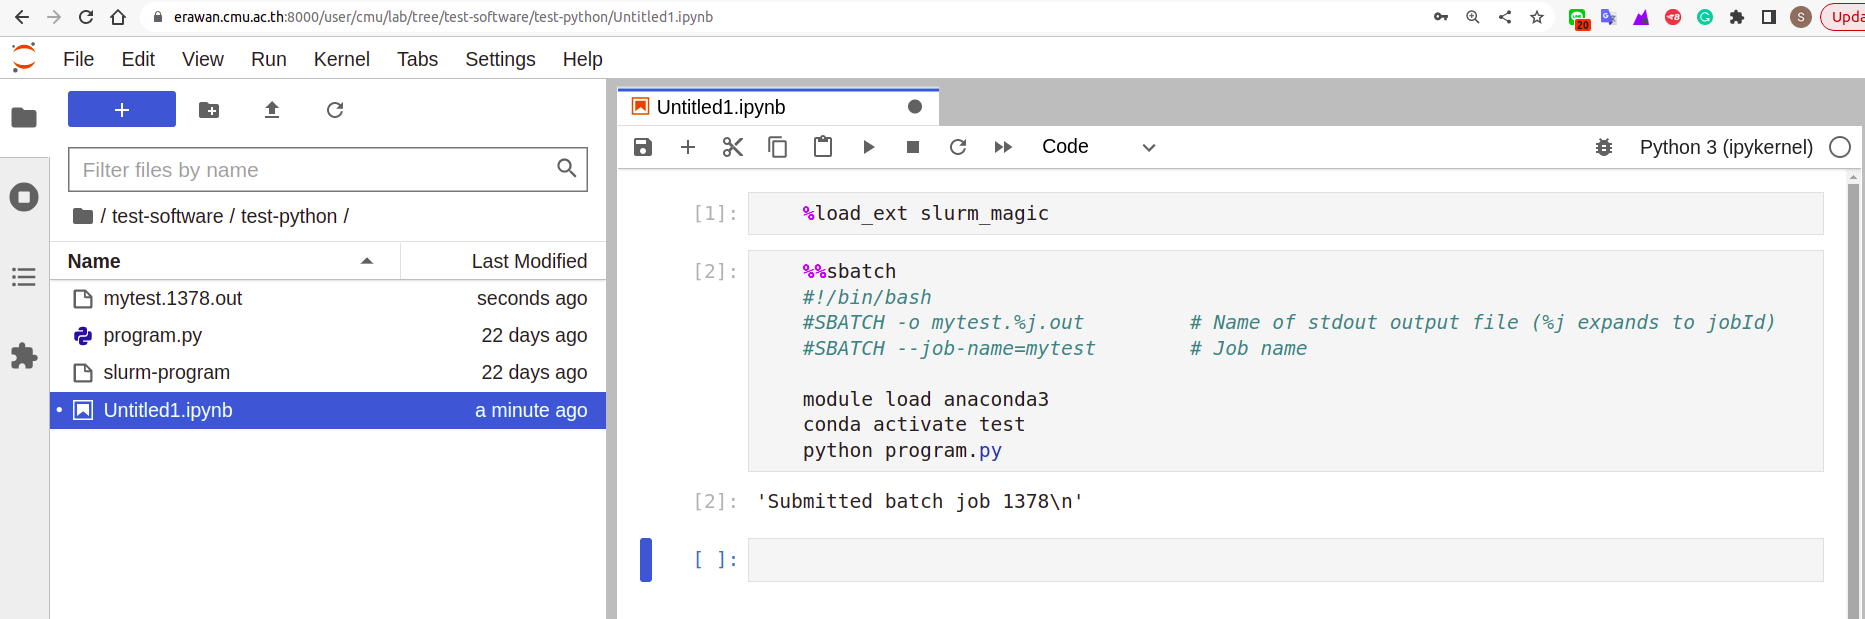 erawan.cmu.ac.th:8000/user/cmu/lab/tree/test-software/test-python/Untitled1.ipynb
20
S
Upda
File Edit View Run Kernel Tabs Settings Help
Filter files by name
/ test-software / test-python /
Name Last Modified
mytest.1378.out seconds ago
program.py 22 days ago
slurm-program 22 days ago
Untitled1.ipynb a minute ago
Untitled1.ipynb
Code Python 3 (ipykernel)
[1]: %load_ext slurm_magic
[2]: %%sbatch
#!/bin/bash
#SBATCH -o mytest.%j.out # Name of stdout output file (%j expands to jobId)
#SBATCH --job-name=mytest # Job name
module load anaconda3
conda activate test
python program.py
[2]: 'Submitted batch job 1378\n'
[ ]: